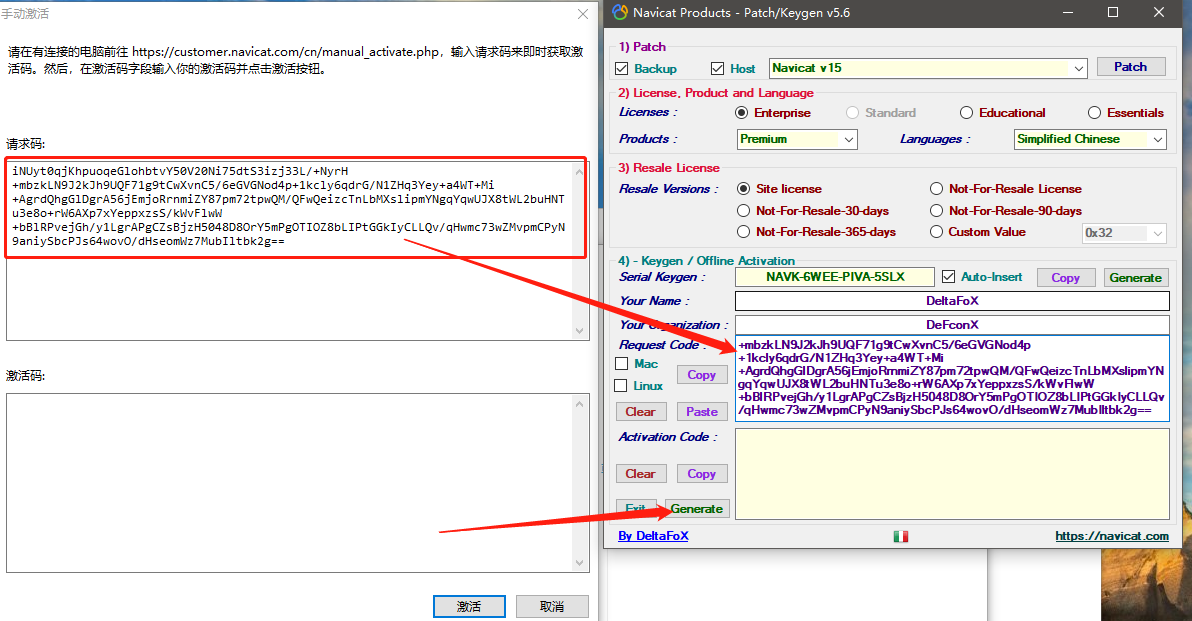 手动激活
请在有连接的电脑前往 https://customer.navicat.com/cn/manual_activate.php，输入请求码来即时获取激
活码。然后，在激活码字段输入你的激活码并点击激活按钮。
请求码:
iNUyt0qjKhpuoqeGlohbtvY50V20Ni75dtS3izj33L/+NyrH
+mbzkLN9J2kJh9UQF71g9tCwXvnC5/6eGVGNod4p+1kcly6qdrG/N1ZHq3Yey+a4WT+Mi
+AgrdQhgGlDgrA56jEmjoRrnmiZY87pm72tpwQM/QFwQeizcTnLbMXslipmYNgqYqwUJX8tWL2buHNT
u3e8o+rW6AXp7xYeppxzsS/kWvFlwW
+bBlRPvejGh/y1LgrAPgCZsBjzH5048D8OrY5mPgOTIOZ8bLIPtGGkIyCLLQv/qHwmc73wZMvpmCPyN
9aniySbcPJs64wovO/dHseomWz7MubIltbk2g==
激活码:
激活
取消
Navicat Products - Patch/Keygen v5.6
1) Patch
Backup
Host
Navicat v15
Patch
2) License, Product and Language
Licenses :
Enterprise
Standard
Educational
Essentials
Products :
Premium
Languages :
Simplified Chinese
3) Resale License
Resale Versions :
Site license
Not-For-Resale License
Not-For-Resale-30-days
Not-For-Resale-90-days
Not-For-Resale-365-days
Custom Value
0x32
4) - Keygen / Offline Activation
Serial Keygen :
NAVK-6WEE-PIVA-5SLX
Auto-Insert
Copy
Generate
Your Name :
DeltaFoX
Your Organization :
DeFconX
Request Code :
+mbzkLN9J2kJh9UQF71g9tCwXvnC5/6eGVGNod4p
+1kcly6qdrG/N1ZHq3Yey+a4WT+Mi
+AgrdQhgGlDgrA56jEmjoRrnmiZY87pm72tpwQM/QFwQeizcTnLbMXslipmYN
gqYqwUJX8tWL2buHNTu3e8o+rW6AXp7xYeppxzsS/kWvFlwW
+bBlRPvejGh/y1LgrAPgCZsBjzH5048D8OrY5mPgOTIOZ8bLIPtGGkIyCLLQv
/qHwmc73wZMvpmCPyN9aniySbcPJs64wovO/dHseomWz7MubIltbk2g==
Mac
Copy
Linux
Clear
Paste
Activation Code :
Clear
Copy
Exit
Generate
By DeltaFoX
https://navicat.com